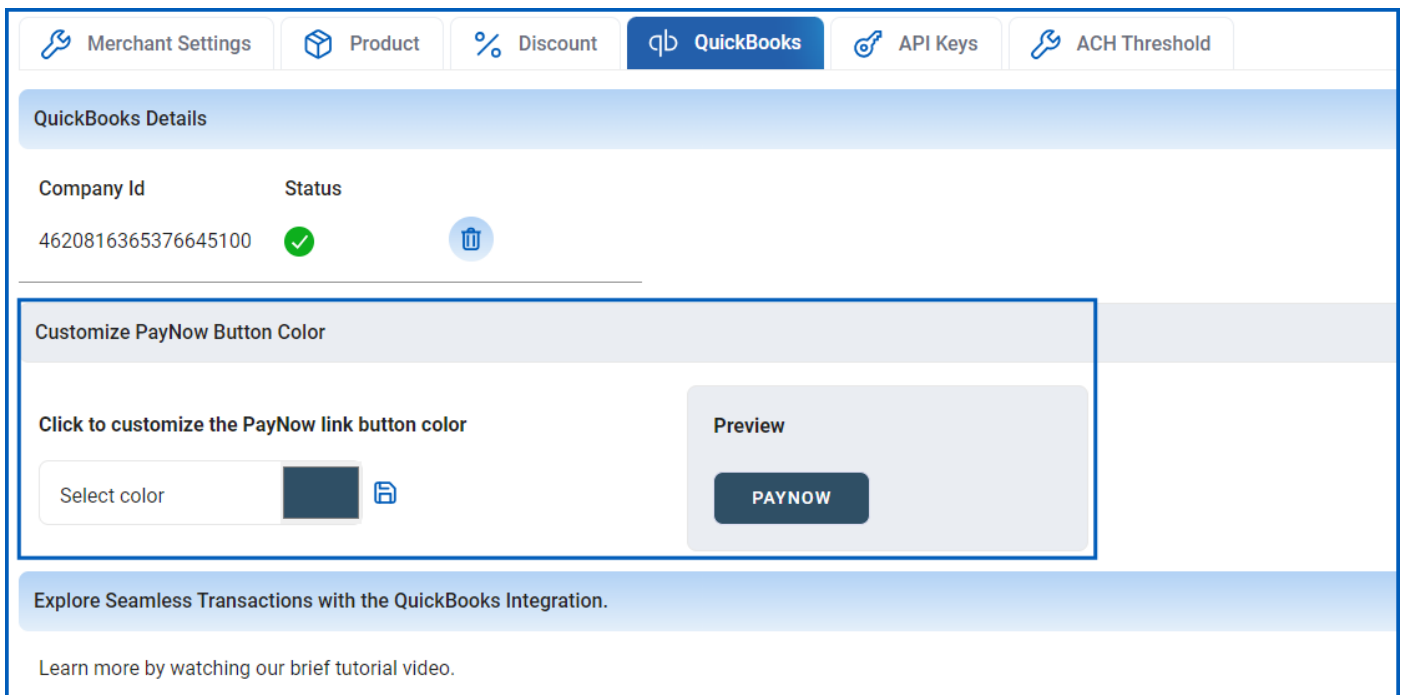 Merchant Settings Product Discount qb QuickBooks API Keys ACH Threshold
QuickBooks Details
Company Id Status
4620816365376645100
Customize PayNow Button Color
Click to customize the PayNow link button color
Preview
Select color
PAYNOW
Explore Seamless Transactions with the QuickBooks Integration.
Learn more by watching our brief tutorial video.